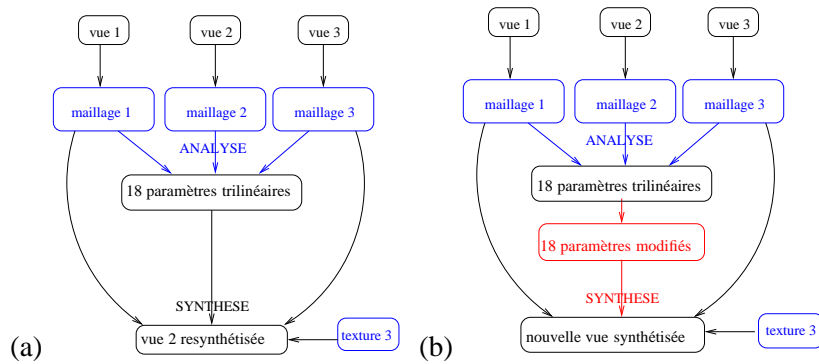 vue 1
vue 2
vue 3
maillage 1
maillage 2
maillage 3
ANALYSE
18 paramètres trilinéaires
SYNTHESE
vue 2 resynthétisée
texture 3
(a)
vue 1
vue 2
vue 3
maillage 1
maillage 2
maillage 3
ANALYSE
18 paramètres trilinéaires
18 paramètres modifiés
SYNTHESE
nouvelle vue synthétisée
texture 3
(b)